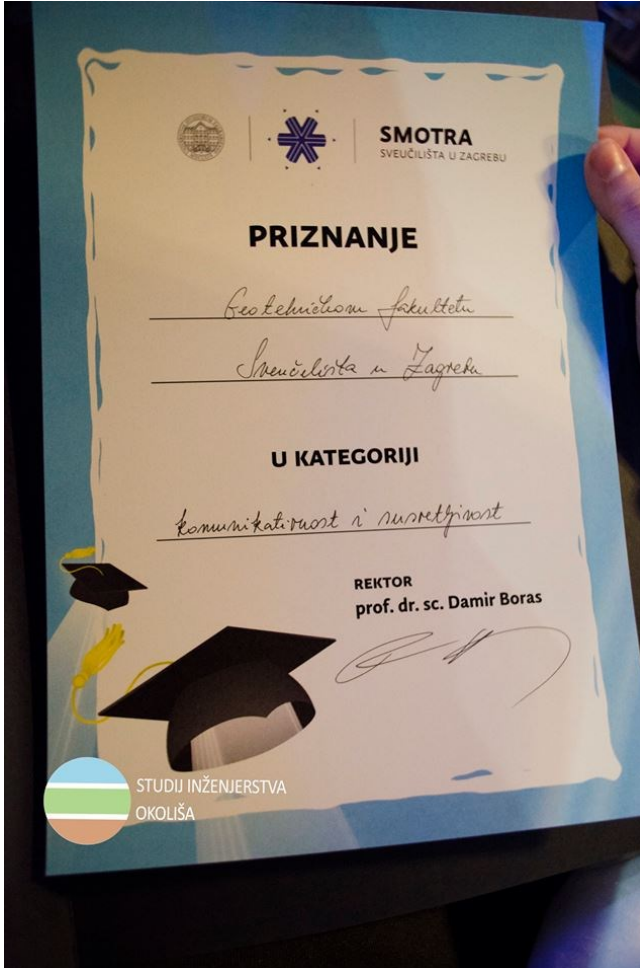 SMOTRA
SVEUČILIŠTA U ZAGREBU
PRIZNANJE
Geotehničkom fakultetu
Sveučilišta u Zagrebu
U KATEGORIJI
komunikativnost i susretljivost
REKTOR
prof. dr. sc. Damir Boras
STUDIJ INŽENJERSTVA
OKOLIŠA